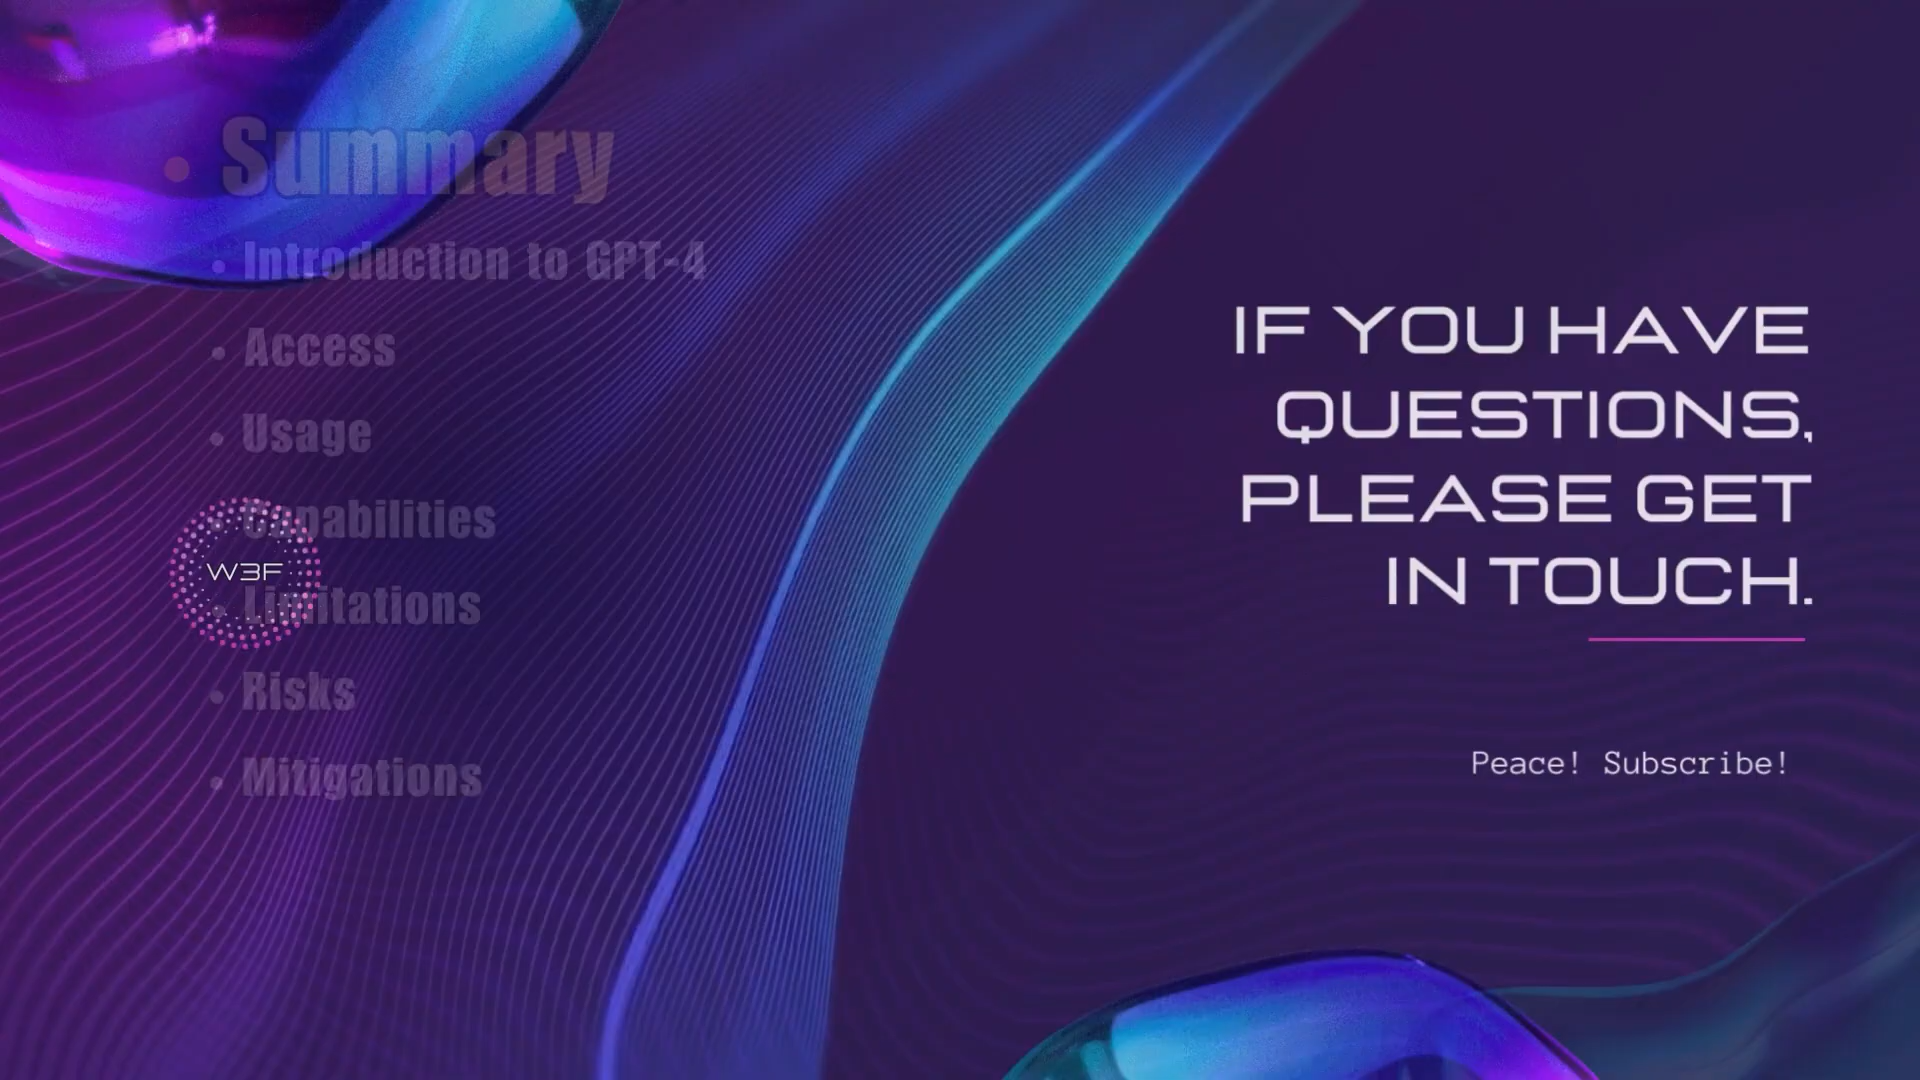 • Summary
• Introduction to GPT-4
• Access
• Usage
• Capabilities
W3F
• Limitations
• Risks
• Mitigations
IF YOU HAVE
QUESTIONS,
PLEASE GET
IN TOUCH.
Peace! Subscribe!